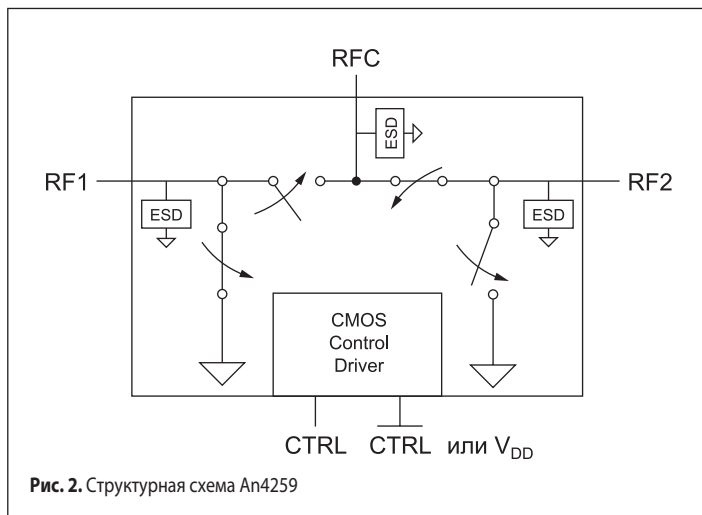 RFC
ESD
RF1
RF2
ESD
ESD
CMOS
Control
Driver
CTRL
CTRL или VDD
Рис. 2. Структурная схема An4259